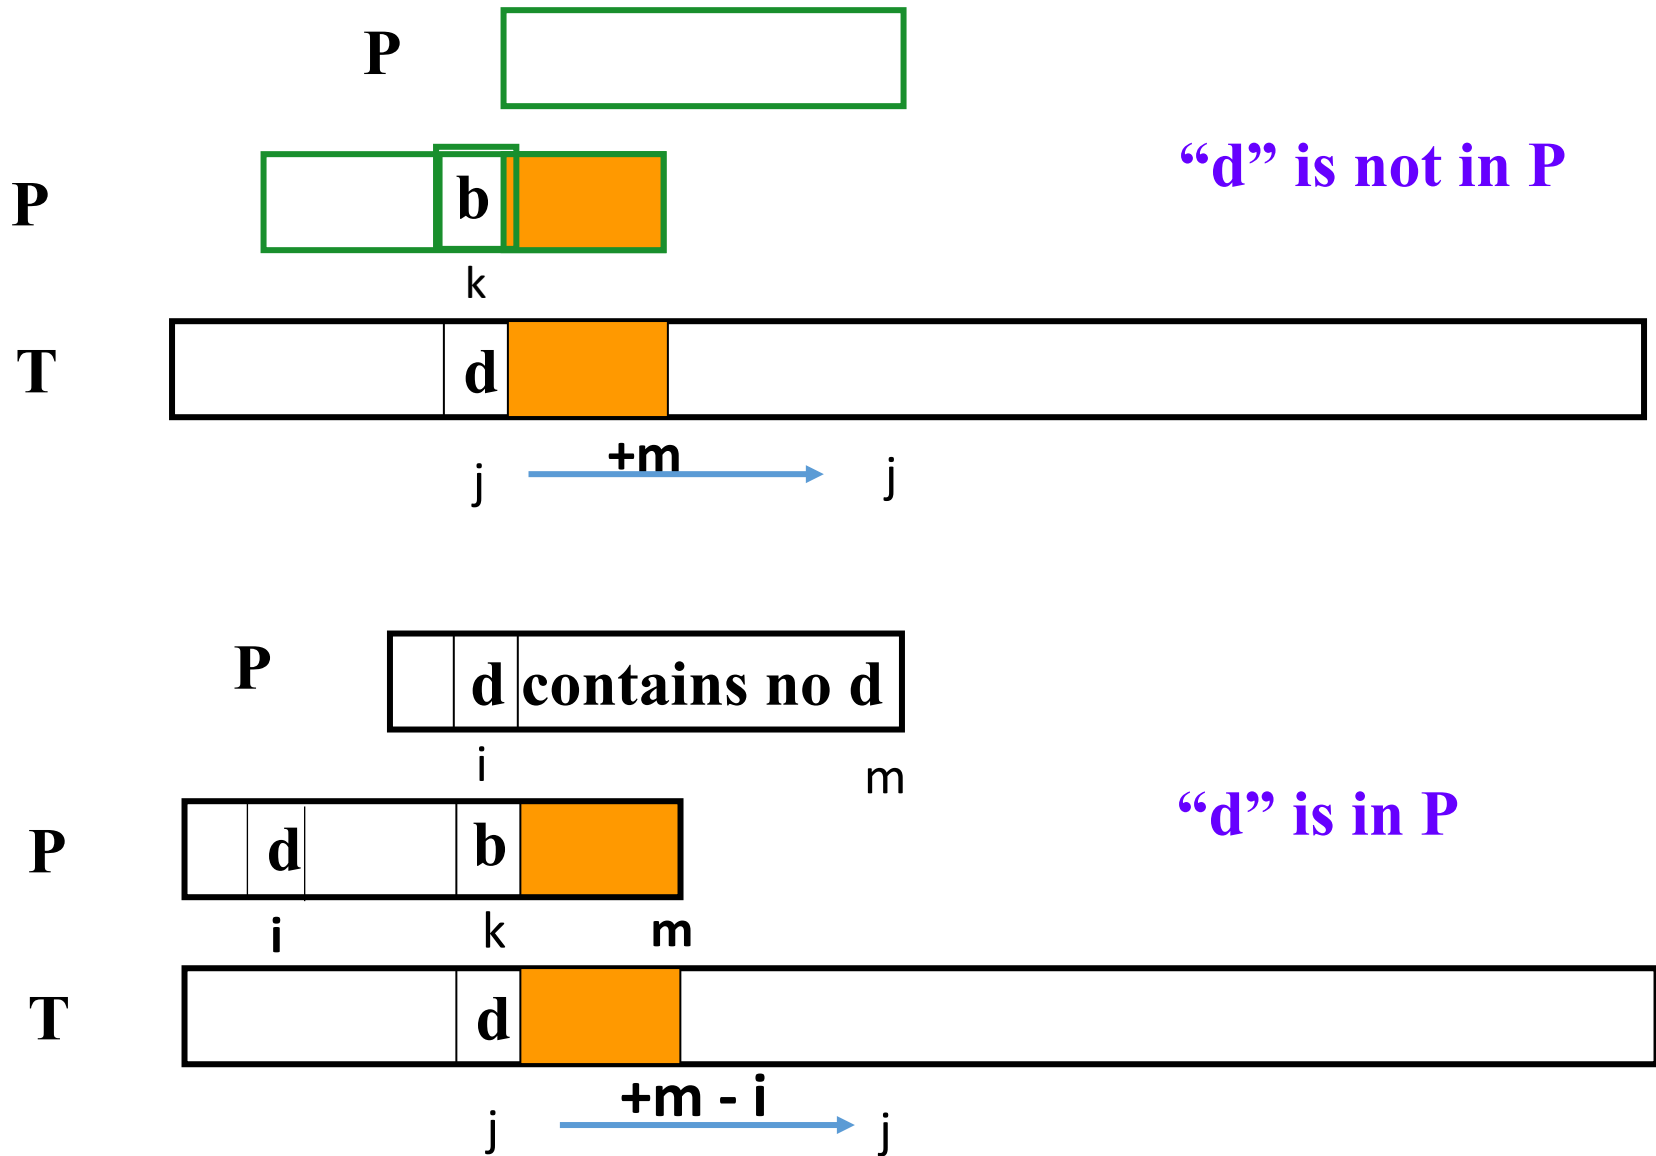 P
“d” is not in P
P b
k
T d
+m
j j
P d contains no d
i m
“d” is in P
P d b
i k m
T d
+m - i
j j